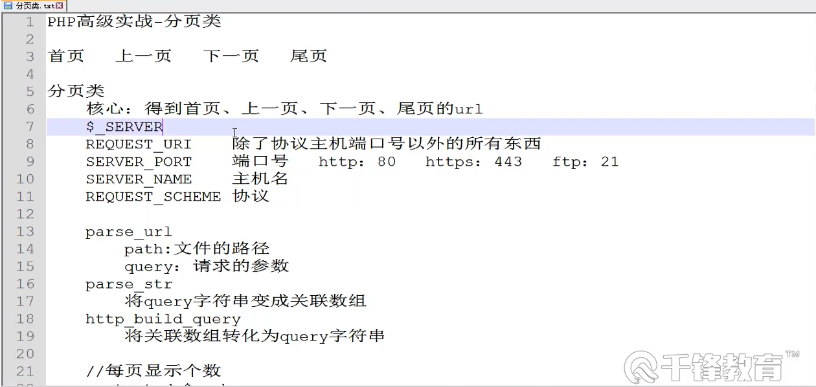 分页类.txt
1 PHP高级实战-分页类
2
3 首页 上一页 下一页 尾页
4
5 分页类
6 核心：得到首页、上一页、下一页、尾页的url
7 $_SERVER
8 REQUEST_URI 除了协议主机端口号以外的所有东西
9 SERVER_PORT 端口号 http：80 https：443 ftp：21
10 SERVER_NAME 主机名
11 REQUEST_SCHEME 协议
12
13 parse_url
14 path:文件的路径
15 query：请求的参数
16 parse_str
17 将query字符串变成关联数组
18 http_build_query
19 将关联数组转化为query字符串
20
21 //每页显示个数
千锋教育™